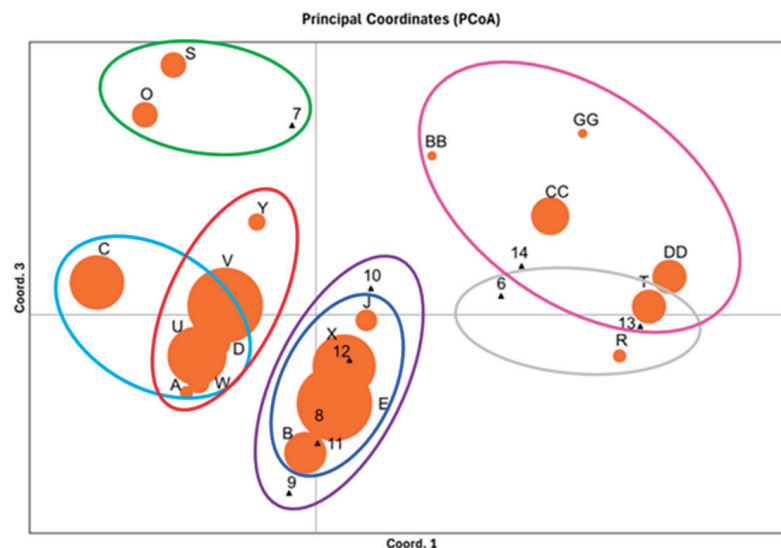 Principal Coordinates (PCoA)
S
O
7
GG
BB
CC
Y
C
V
14
DD
10
6
T
J
13
U
X
R
D
12
A
W
8
E
B
11
9
Coord. 3
Coord. 1